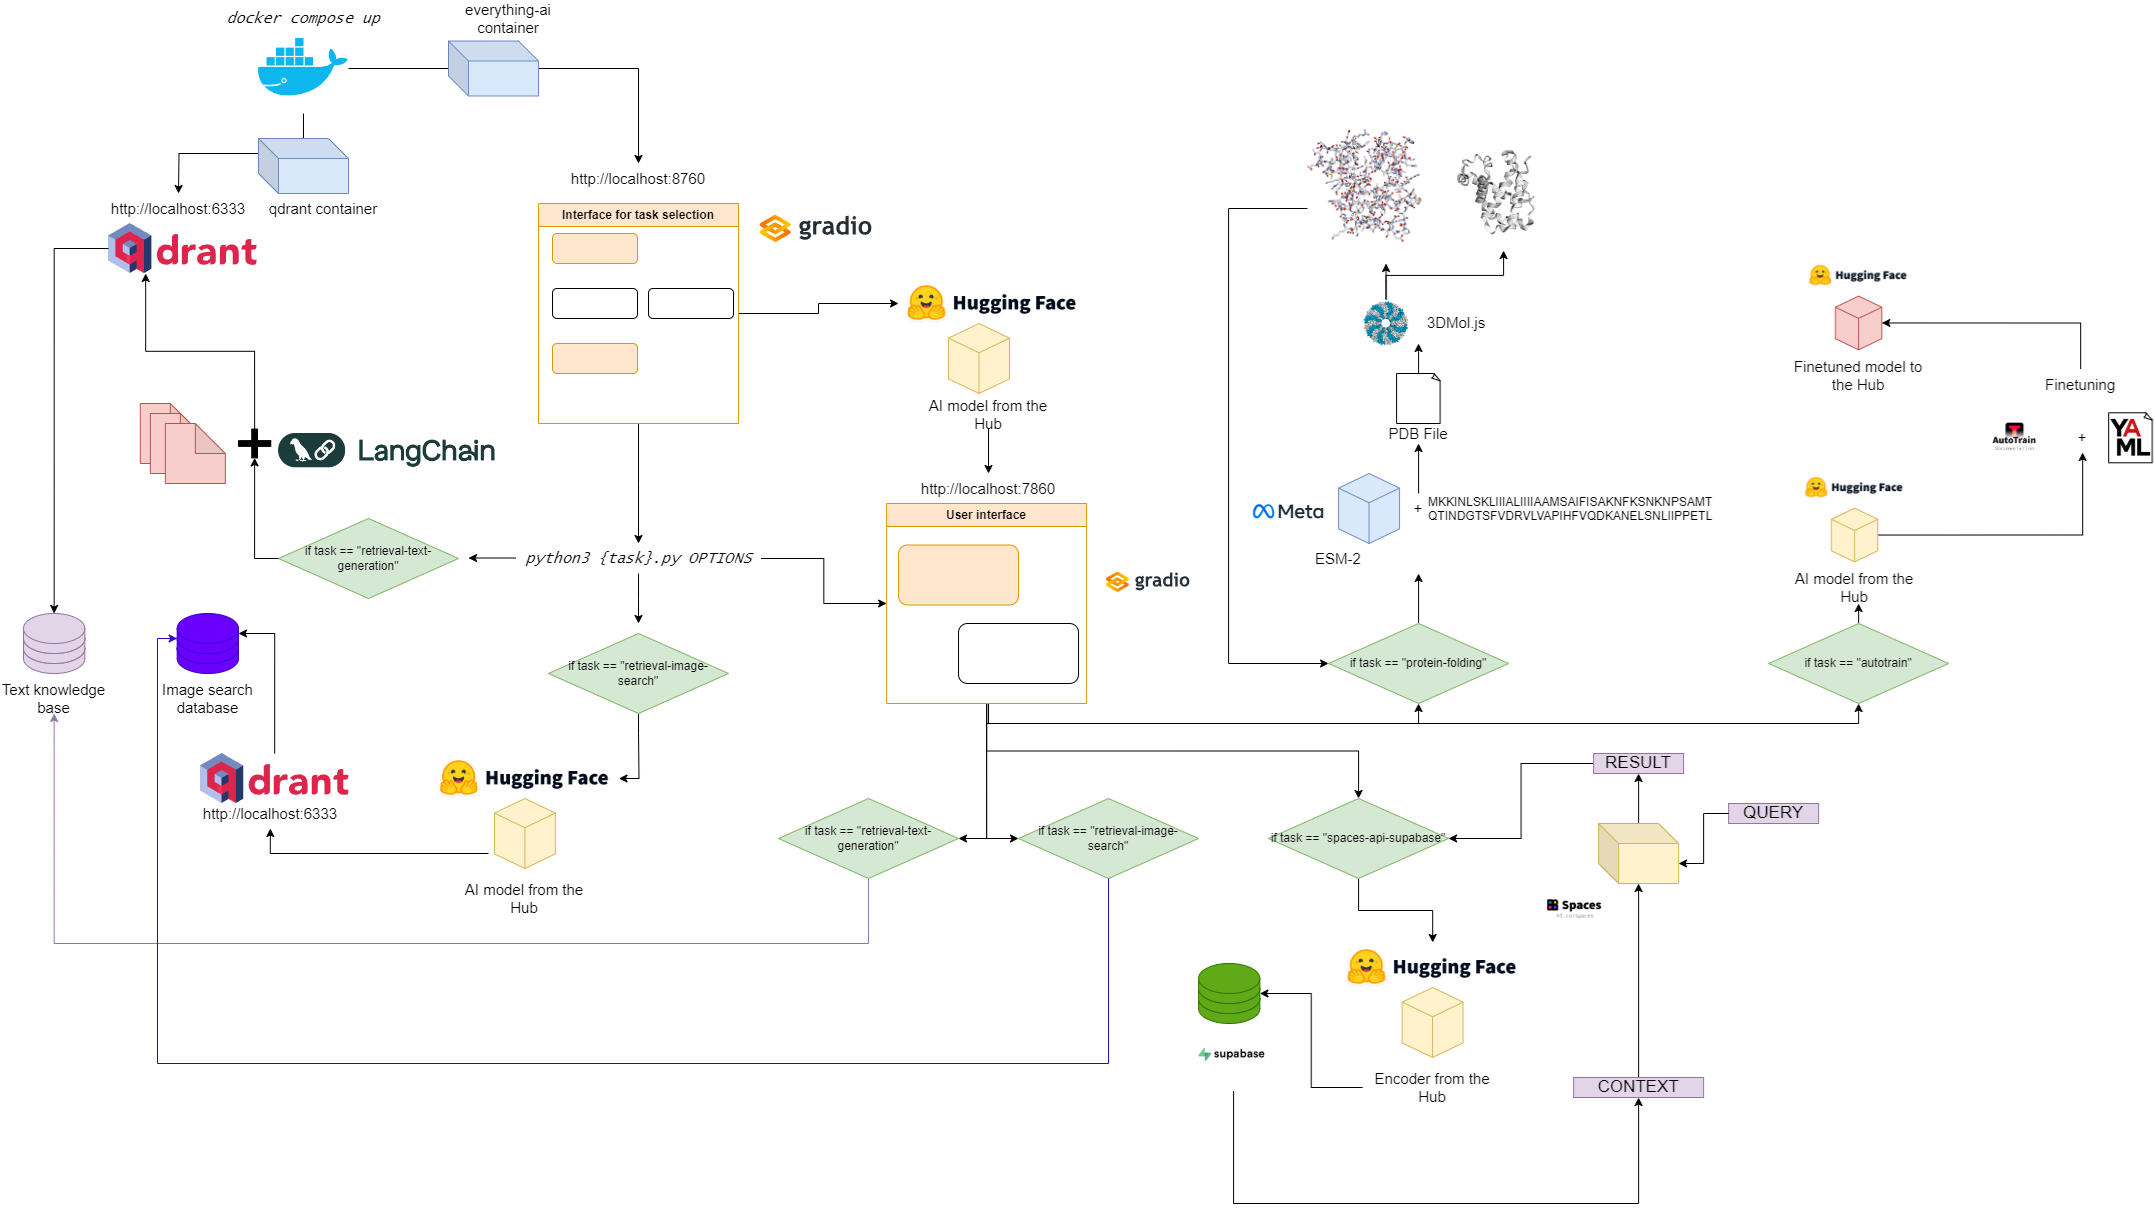 docker compose up
everything-ai
container
http://localhost:8760
http://localhost:6333
qdrant container
drant
Interface for task selection
gradio
Hugging Face
AI model from the
Hub
http://localhost:7860
User interface
gradio
LangChain
if task == "retrieval-text-
generation"
python3 {task}.py OPTIONS
if task == "retrieval-image-
search"
Text knowledge
base
Image search
database
drant
http://localhost:6333
Hugging Face
AI model from the
Hub
3DMol.js
PDB File
Meta
ESM-2
+
MKKINLSKLIIIALIIIIAAMSAIFISAKNFKSNKNPSAMT
QTINDGTSFVDRVLVAPIHFVQDKANELSNLIIPPETL
if task == "protein-folding"
Hugging Face
Finetuned model to
the Hub
Finetuning
AutoTrain
Documentation
+
YA
ML
Hugging Face
AI model from the
Hub
if task == "autotrain"
if task == "retrieval-text-
generation"
if task == "retrieval-image-
search"
if task == "spaces-api-supabase"
RESULT
QUERY
Spaces
Hugging Face
Encoder from the
Hub
supabase
CONTEXT